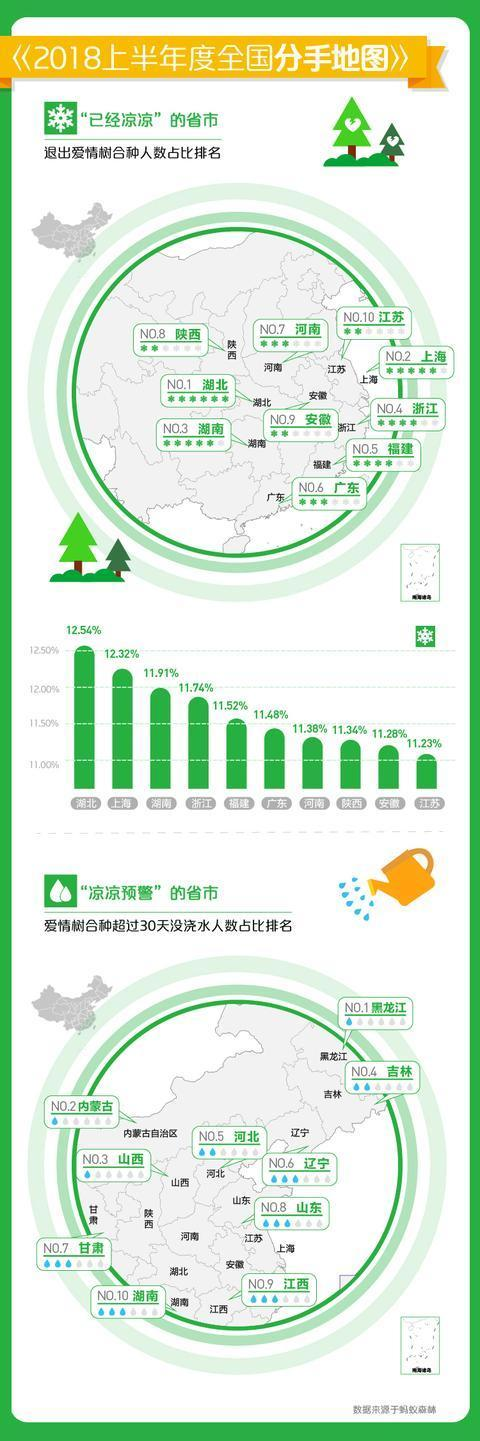 《2018上半年度全国分手地图》
“已经凉凉”的省市
退出爱情树合种人数占比排名
NO.10 江苏
NO.7 河南
NO.8 陕西
陕西
江苏
NO.2 上海
河南
上海
NO.1 湖北
安徽
湖北
NO.4 浙江
NO.9 安徽
浙江
NO.3 湖南
湖南
NO.5 福建
福建
NO.6 广东
广东
南海诸岛
12.54%
12.32%
11.91%
11.74%
11.52%
11.48%
11.38%
11.34%
11.28%
11.23%
12.50%
12.00%
11.50%
11.00%
湖北 上海 湖南 浙江 福建 广东 河南 陕西 安徽 江苏
“凉凉预警”的省市
爱情树合种超过30天没浇水人数占比排名
NO.1 黑龙江
黑龙江
NO.4 吉林
吉林
NO.2 内蒙古
内蒙古自治区
辽宁
NO.5 河北
NO.3 山西
NO.6 辽宁
河北
山西
山东
NO.8 山东
甘肃
陕西
河南
江苏
上海
NO.7 甘肃
安徽
湖北
NO.9 江西
NO.10 湖南
湖南
江西
南海诸岛
数据来源于蚂蚁森林